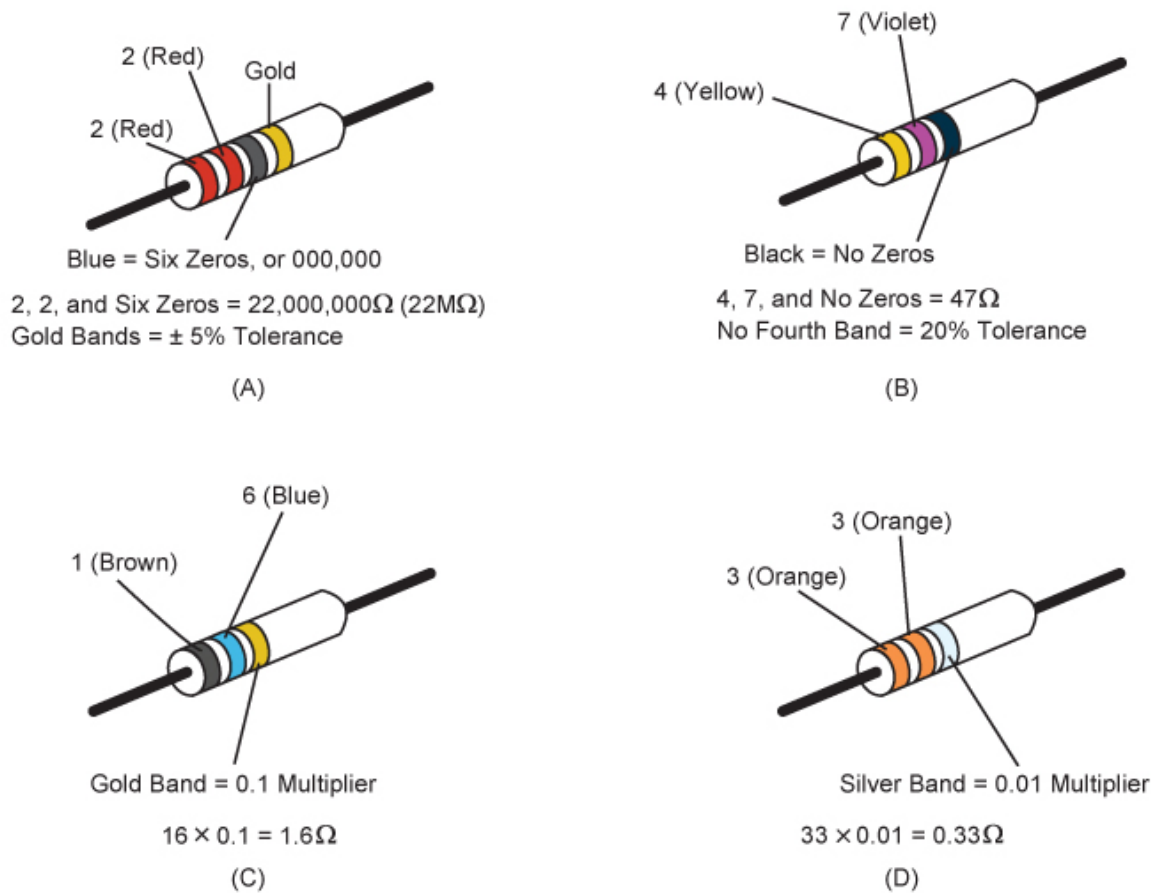 2 (Red)
2 (Red)
Gold
Blue = Six Zeros, or 000,000
2, 2, and Six Zeros = 22,000,000Ω (22MΩ)
Gold Bands = ± 5% Tolerance
(A)
7 (Violet)
4 (Yellow)
Black = No Zeros
4, 7, and No Zeros = 47Ω
No Fourth Band = 20% Tolerance
(B)
6 (Blue)
1 (Brown)
Gold Band = 0.1 Multiplier
16 × 0.1 = 1.6Ω
(C)
3 (Orange)
3 (Orange)
Silver Band = 0.01 Multiplier
33 × 0.01 = 0.33Ω
(D)